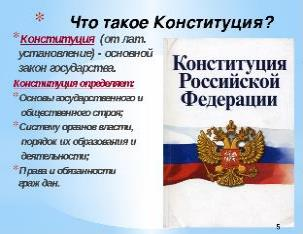 * Что такое Конституция?
* Конституция (от лат.
установление) - основной
закон государства.
Конституция определяет:
* Основы государственного и
общественного строя;
* Систему органов власти,
порядок их образования и
деятельности;
* Права и обязанности
граждан.
Конституция
Российской
Федерации
5